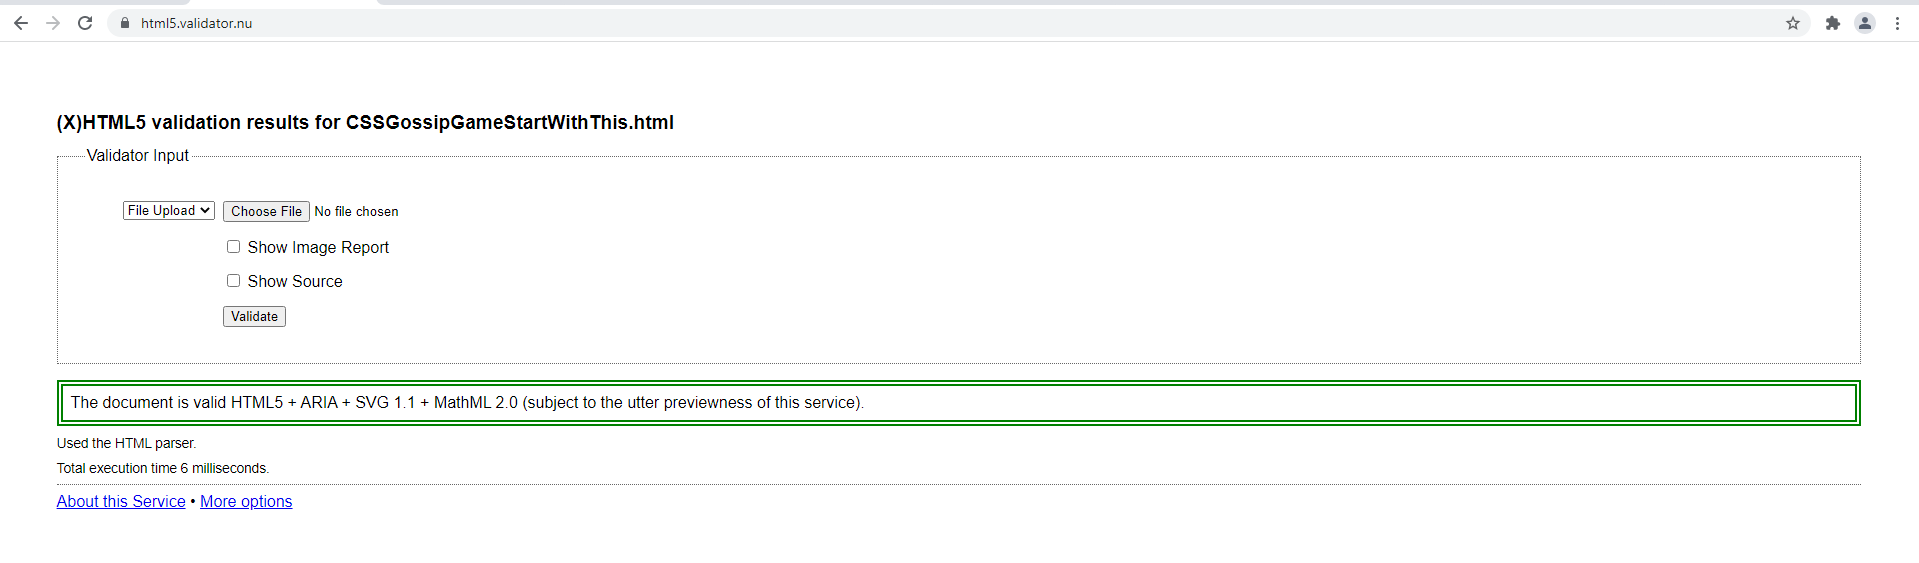 html5.validator.nu
(X)HTML5 validation results for CSSGossipGameStartWithThis.html
Validator Input
File Upload Choose File No file chosen
Show Image Report
Show Source
Validate
The document is valid HTML5 + ARIA + SVG 1.1 + MathML 2.0 (subject to the utter previewness of this service).
Used the HTML parser.
Total execution time 6 milliseconds.
About this Service • More options